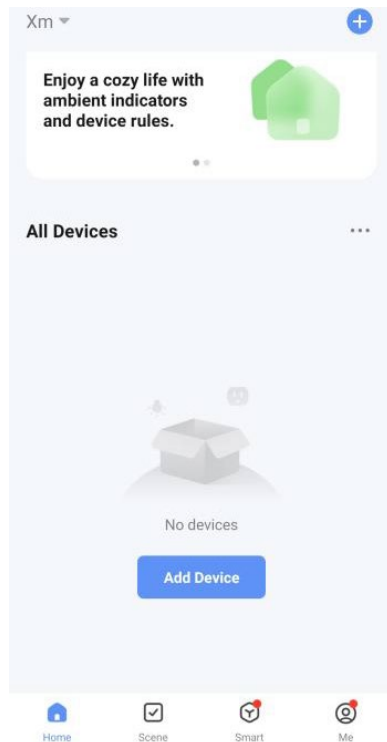 Xm
Enjoy a cozy life with
ambient indicators
and device rules.
All Devices
No devices
Add Device
Home
Scene
Smart
Me